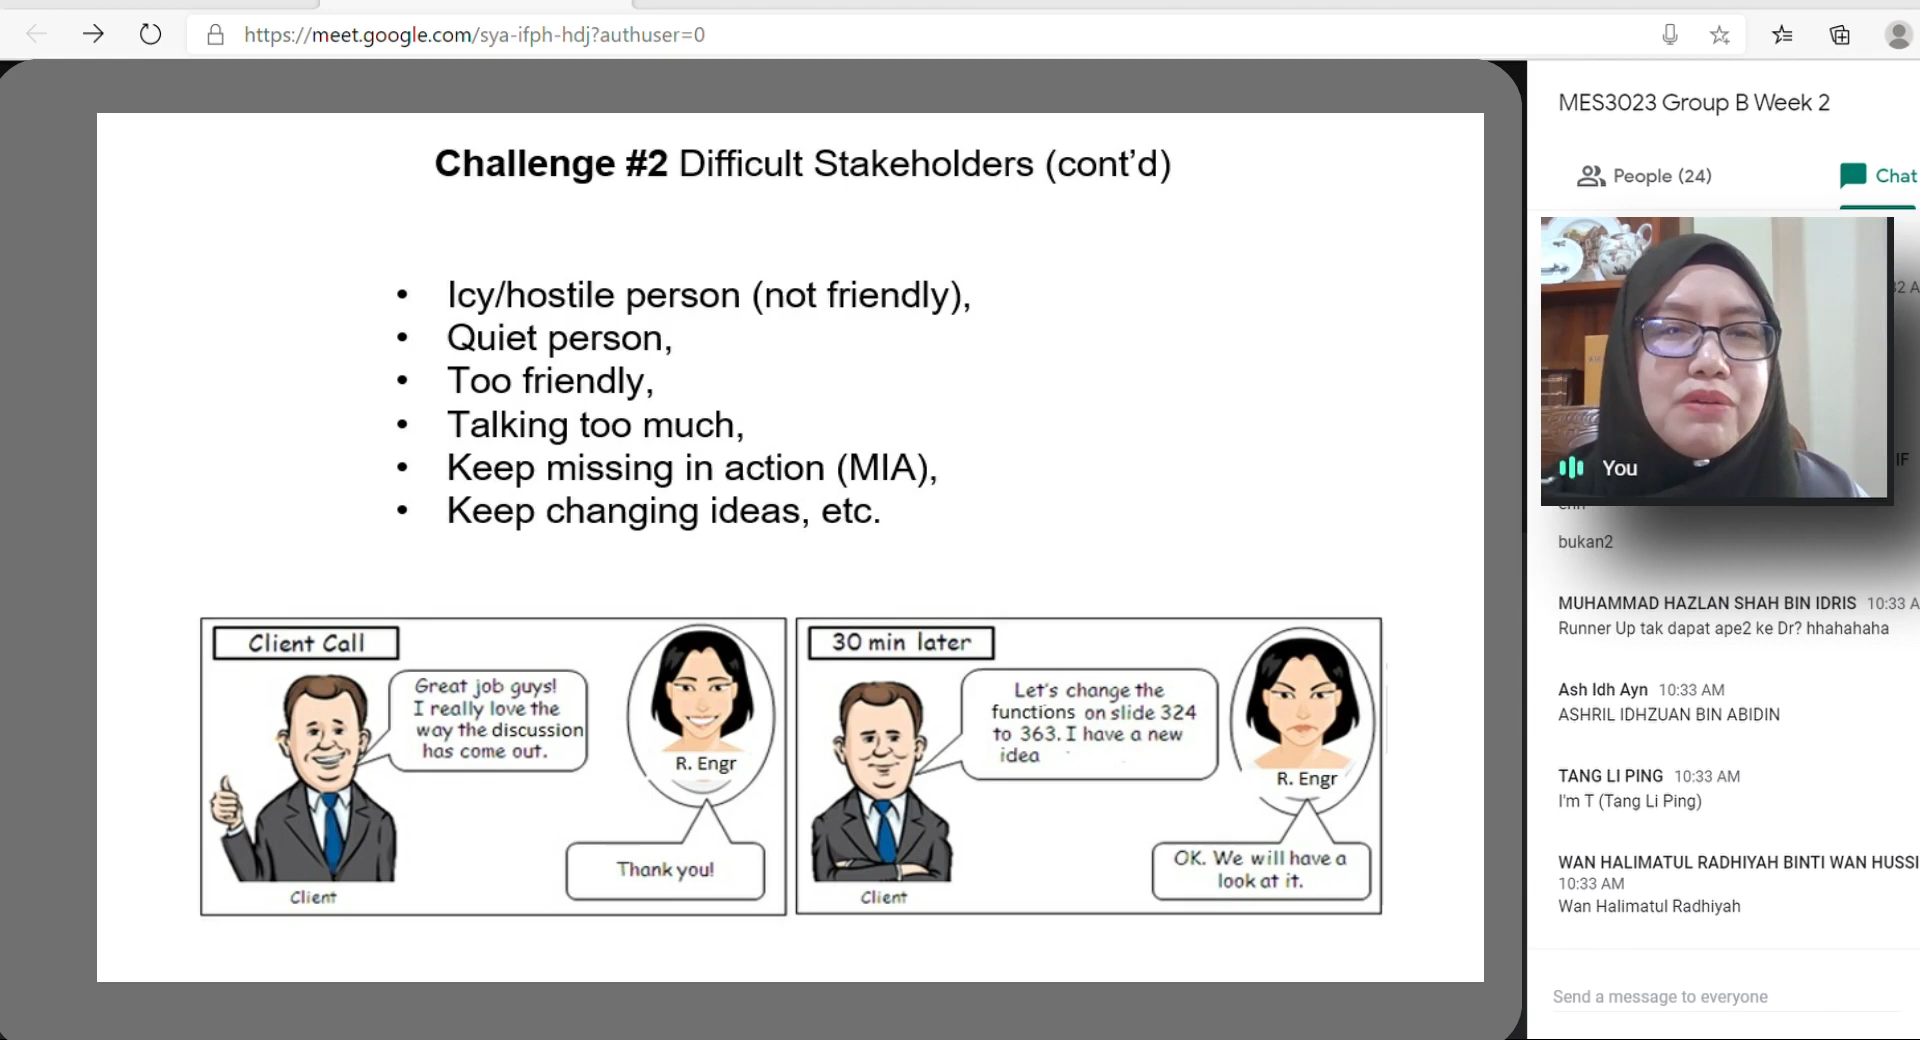 https://meet.google.com/sya-ifph-hdj?authuser=0
Challenge #2 Difficult Stakeholders (cont’d)
• Icy/hostile person (not friendly),
• Quiet person,
• Too friendly,
• Talking too much,
• Keep missing in action (MIA),
• Keep changing ideas, etc.
Client Call
Great job guys!
I really love the
way the discussion
has come out.
R. Engr
Thank you!
Client
30 min later
Let's change the
functions on slide 324
to 363. I have a new
idea
R. Engr
OK. We will have a
look at it.
Client
MES3023 Group B Week 2
People (24)
Chat
You
bukan2
MUHAMMAD HAZLAN SHAH BIN IDRIS 10:33 A
Runner Up tak dapat ape2 ke Dr? hhahahaha
Ash Idh Ayn 10:33 AM
ASHRIL IDHZUAN BIN ABIDIN
TANG LI PING 10:33 AM
I'm T (Tang Li Ping)
WAN HALIMATUL RADHIYAH BINTI WAN HUSSI
10:33 AM
Wan Halimatul Radhiyah
Send a message to everyone